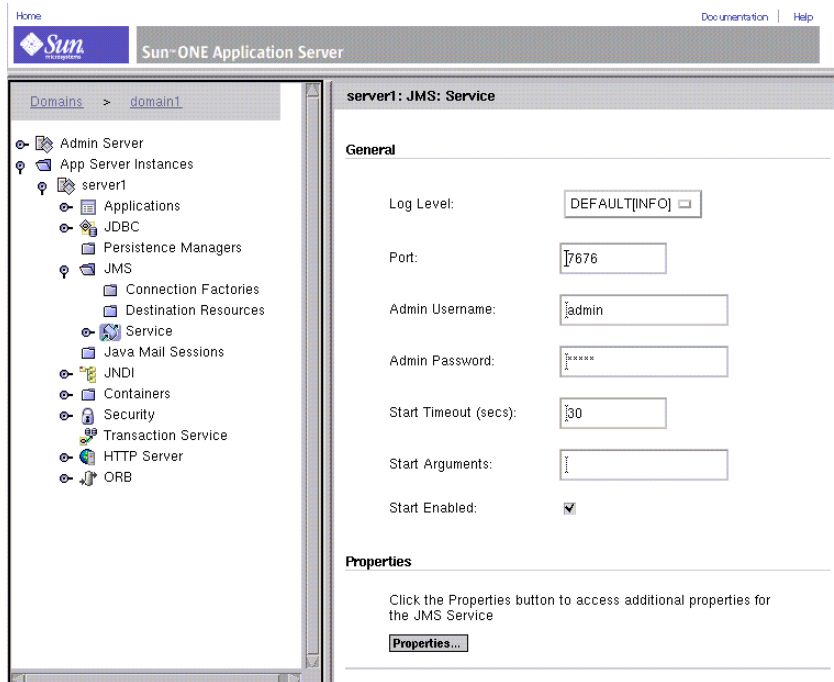 Home
Documentation | Help
Sun microsystems
Sun™ ONE Application Server
Domains > domain1
Admin Server
App Server Instances
server1
Applications
JDBC
Persistence Managers
JMS
Connection Factories
Destination Resources
Service
Java Mail Sessions
JNDI
Containers
Security
Transaction Service
HTTP Server
ORB
server1: JMS: Service
General
Log Level: DEFAULT[INFO]
Port: 7676
Admin Username: admin
Admin Password: *****
Start Timeout (secs): 30
Start Arguments:
Start Enabled:
Properties
Click the Properties button to access additional properties for
the JMS Service
Properties...